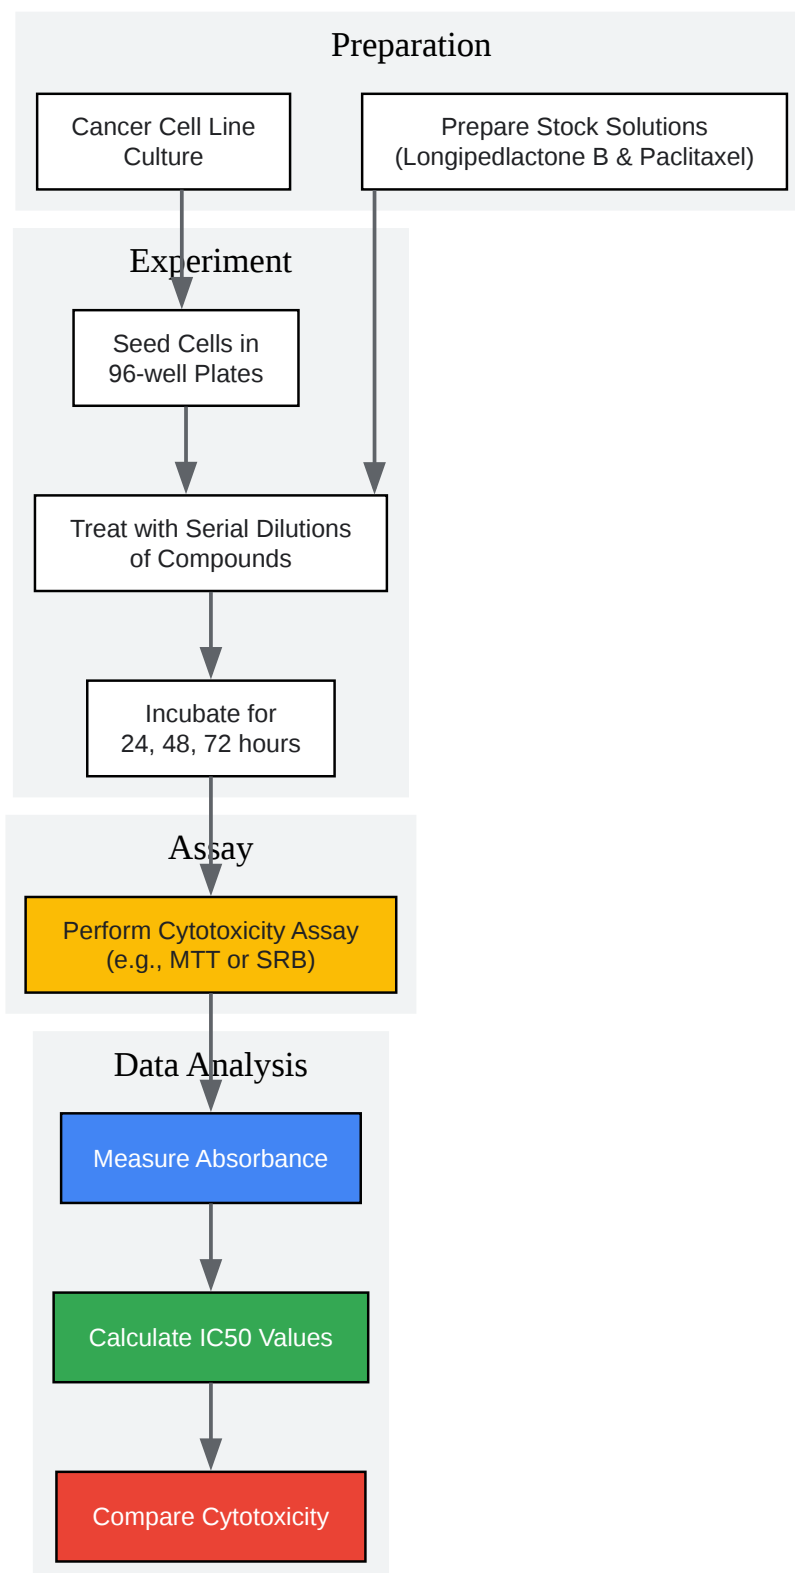 Preparation
Cancer Cell Line
Culture
Prepare Stock Solutions
(Longipedlactone B & Paclitaxel)
Experiment
Seed Cells in
96-well Plates
Treat with Serial Dilutions
of Compounds
Incubate for
24, 48, 72 hours
Assay
Perform Cytotoxicity Assay
(e.g., MTT or SRB)
Data Analysis
Measure Absorbance
Calculate IC50 Values
Compare Cytotoxicity